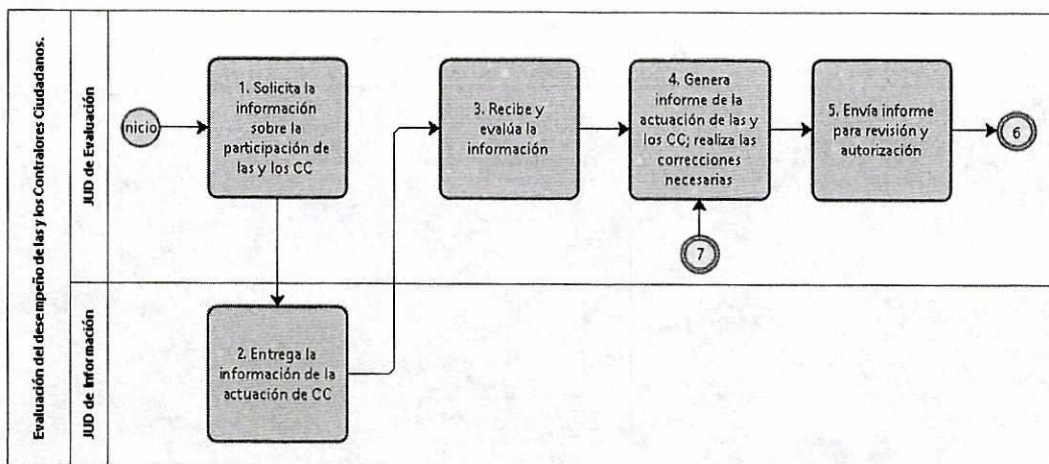 Evaluación del desempeño de las y los Contralores Ciudadanos.
JUD de Evaluación
nicio
1. Solicita la
información
sobre la
participación de
las y los CC
3. Recibe y
evalúa la
información
4. Genera
informe de la
actuación de las y
los CC; realiza las
correcciones
necesarias
5. Envía informe
para revisión y
autorización
6
7
JUD de Información
2. Entrega la
información de la
actuación de CC